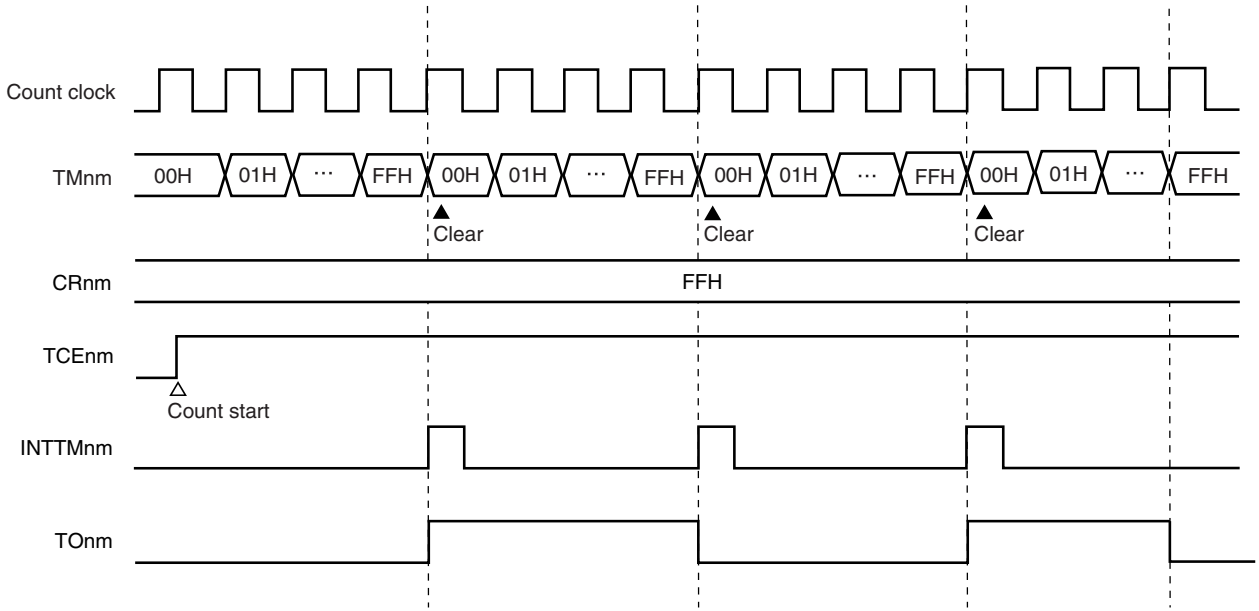 Count clock
TMnm 00H 01H ... FFH 00H 01H ... FFH 00H 01H ... FFH 00H 01H ... FFH
Clear Clear Clear
CRnm FFH
TCEnm
Count start
INTTMnm
TOnm